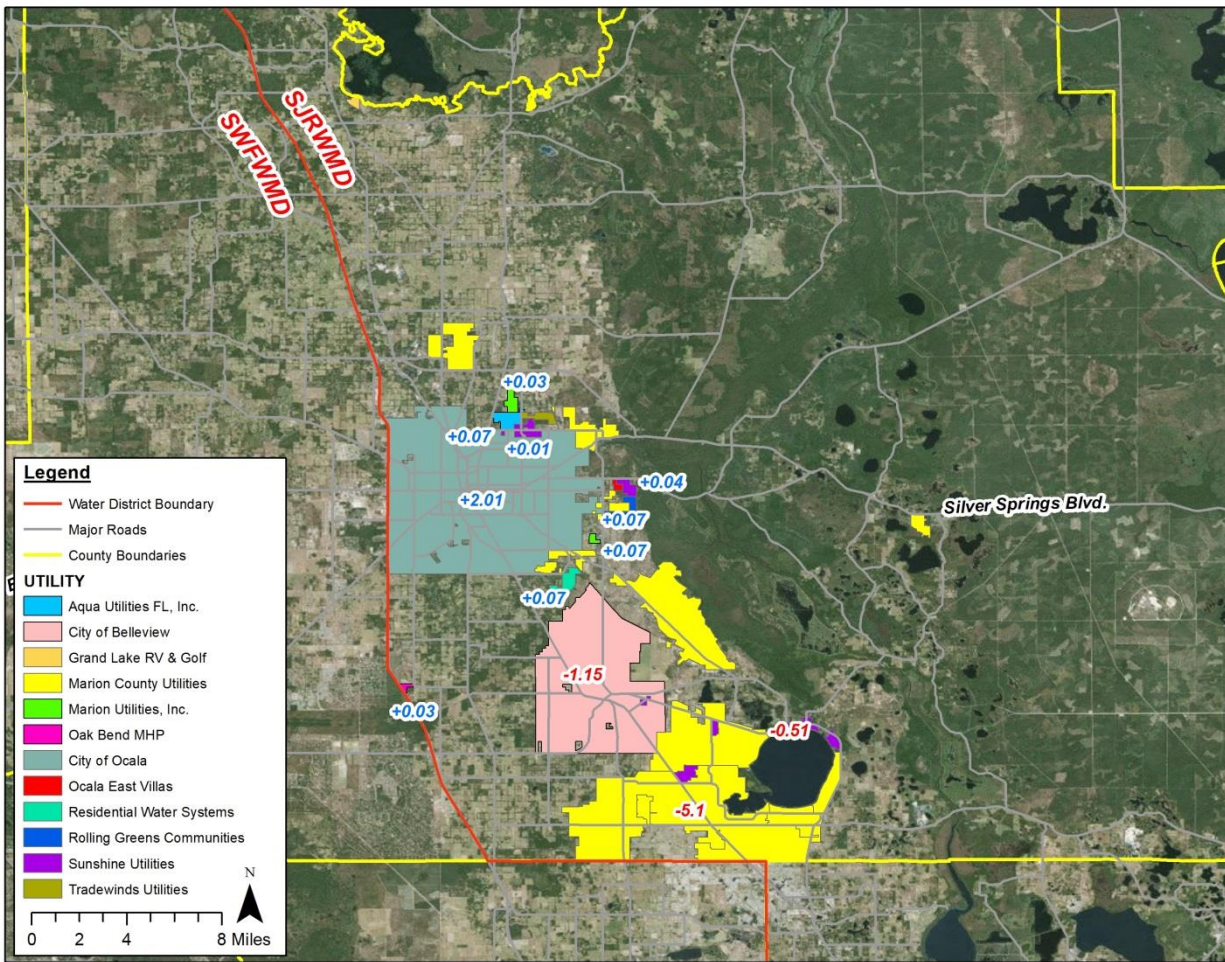 SJRWMD
SWFWMD
+0.03
+0.07
+0.01
+2.01
+0.04
+0.07
+0.07
+0.07
Silver Springs Blvd.
-1.15
+0.03
-0.51
-5.1
Legend
Water District Boundary
Major Roads
County Boundaries
UTILITY
Aqua Utilities FL, Inc.
City of Belleview
Grand Lake RV & Golf
Marion County Utilities
Marion Utilities, Inc.
Oak Bend MHP
City of Ocala
Ocala East Villas
Residential Water Systems
Rolling Greens Communities
Sunshine Utilities
Tradewinds Utilities
N
0 2 4 8 Miles